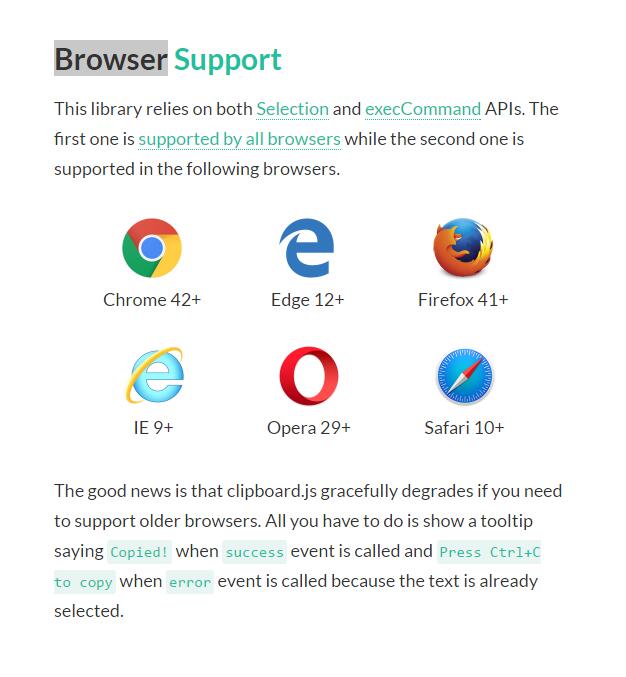 Browser Support
This library relies on both Selection and execCommand APIs. The
first one is supported by all browsers while the second one is
supported in the following browsers.
Chrome 42+ Edge 12+ Firefox 41+
IE 9+ Opera 29+ Safari 10+
The good news is that clipboard.js gracefully degrades if you need
to support older browsers. All you have to do is show a tooltip
saying Copied! when success event is called and Press Ctrl+C
to copy when error event is called because the text is already
selected.